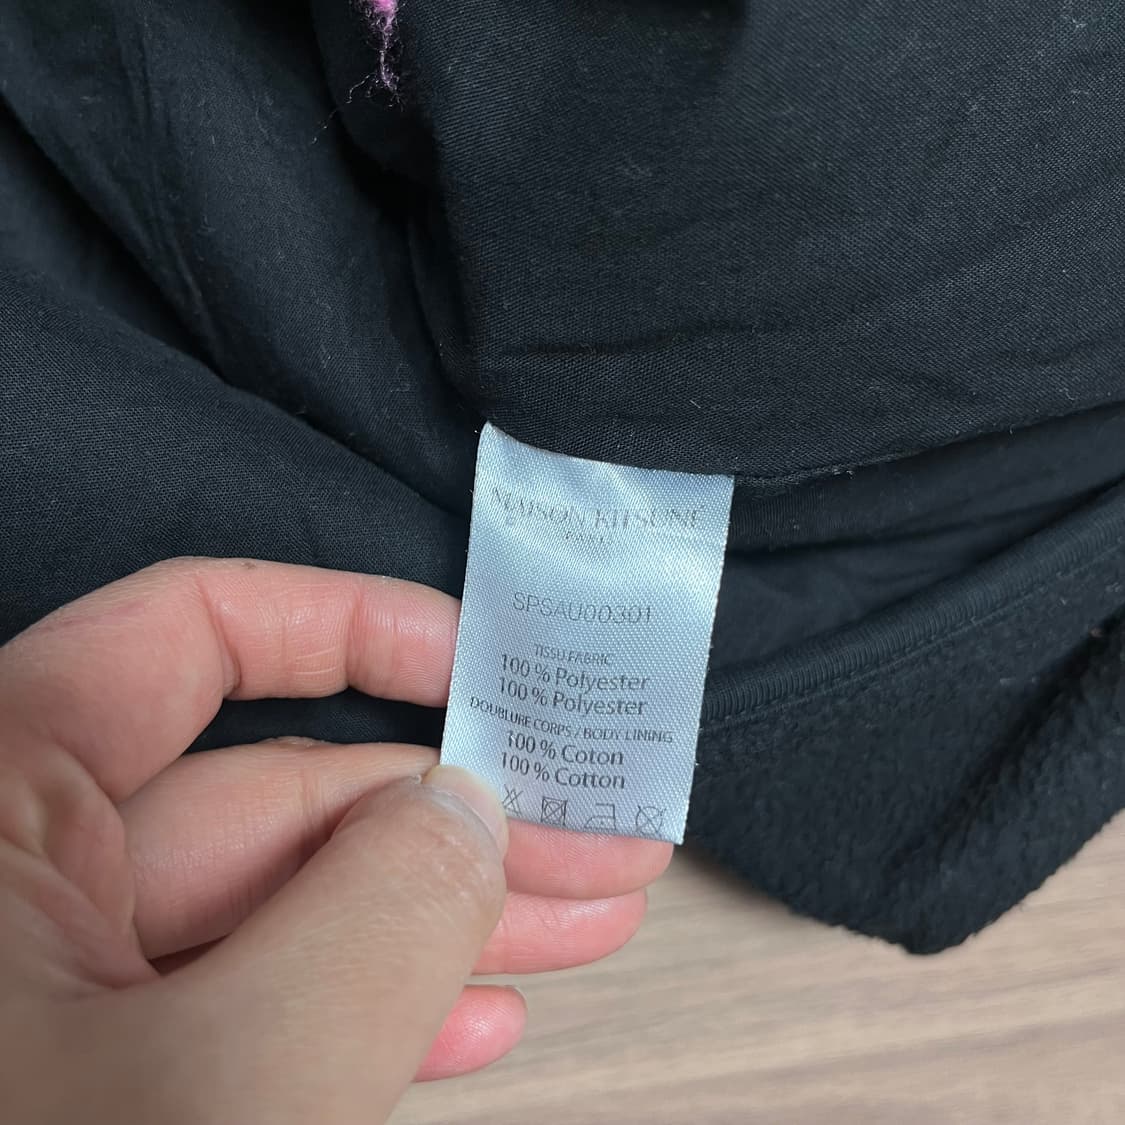 MAISON KITSUNÉ
PARIS
SPSAU00301
TISSU FABRIC
100 % Polyester
100 % Polyester
DOUBLURE CORPS / BODY LINING
100 % Coton
100 % Cotton